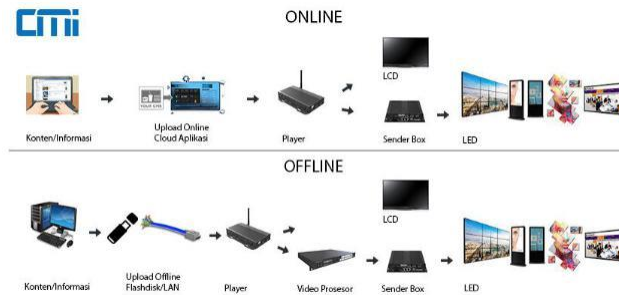 CMI
ONLINE
LCD
Konten/Informasi
Upload Online
Cloud Aplikasi
Player
Sender Box
LED
OFFLINE
LCD
Konten/Informasi
Upload Offline
Flashdisk/LAN
Player
Video Prosesor
Sender Box
LED